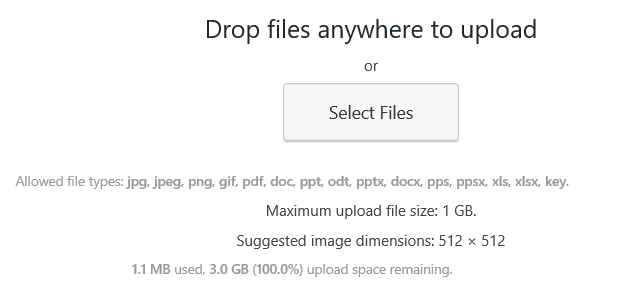 Drop files anywhere to upload
or
Select Files
Allowed file types: jpg, jpeg, png, gif, pdf, doc, ppt, odt, pptx, docx, pps, ppsx, xls, xlsx, key.
Maximum upload file size: 1 GB.
Suggested image dimensions: 512 × 512
1.1 MB used, 3.0 GB (100.0%) upload space remaining.